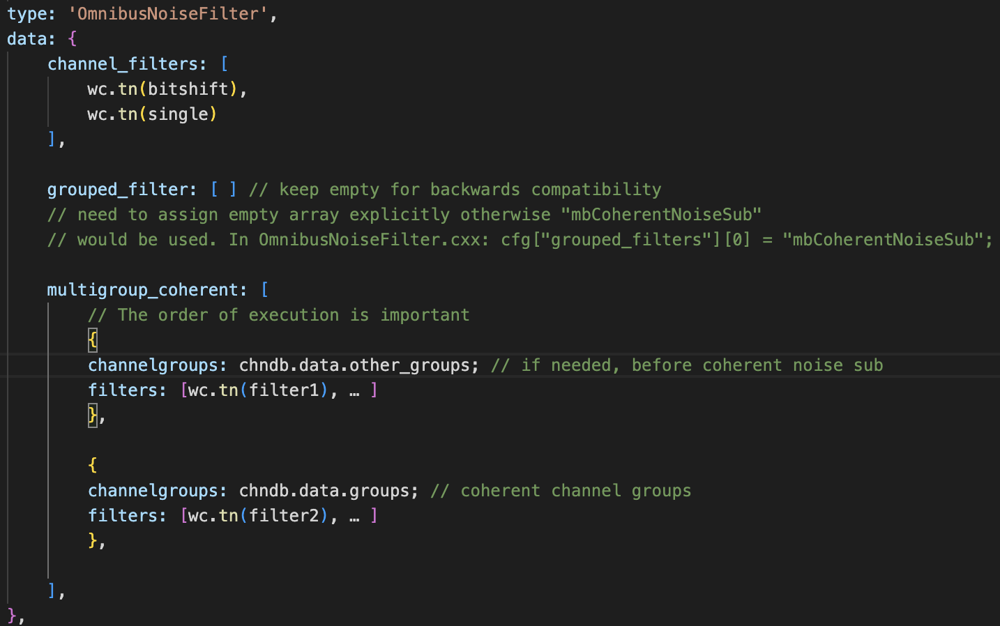 type: 'OmnibusNoiseFilter',
data: {
    channel_filters: [
        wc.tn(bitshift),
        wc.tn(single)
    ],
    grouped_filter: [ ] // keep empty for backwards compatibility
    // need to assign empty array explicitly otherwise "mbCoherentNoiseSub"
    // would be used. In OmnibusNoiseFilter.cxx: cfg["grouped_filters"][0] = "mbCoherentNoiseSub";
    multigroup_coherent: [
        // The order of execution is important
        {
        channelgroups: chndb.data.other_groups; // if needed, before coherent noise sub
        filters: [wc.tn(filter1), … ]
        },
        {
        channelgroups: chndb.data.groups; // coherent channel groups
        filters: [wc.tn(filter2), … ]
        },
    ],
},